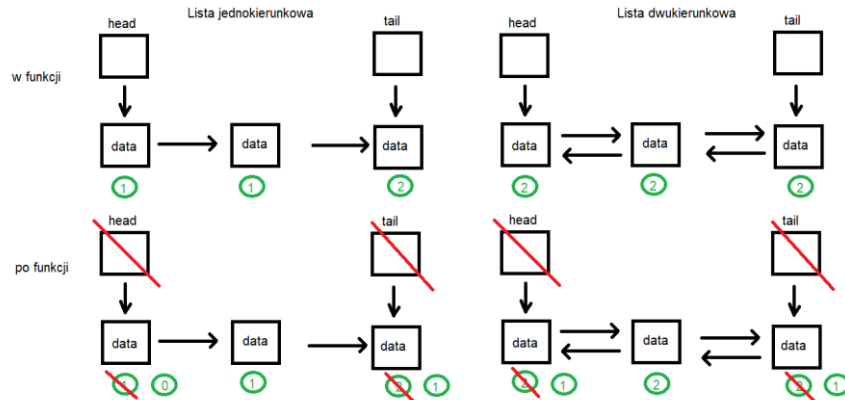 Lista jednokierunkowa
Lista dwukierunkowa
head
tail
head
tail
w funkcji
data
data
data
data
data
data
1
1
2
2
2
2
head
tail
head
tail
po funkcji
data
data
data
data
data
data
1 0
1
2 1
2 1
2
2 1